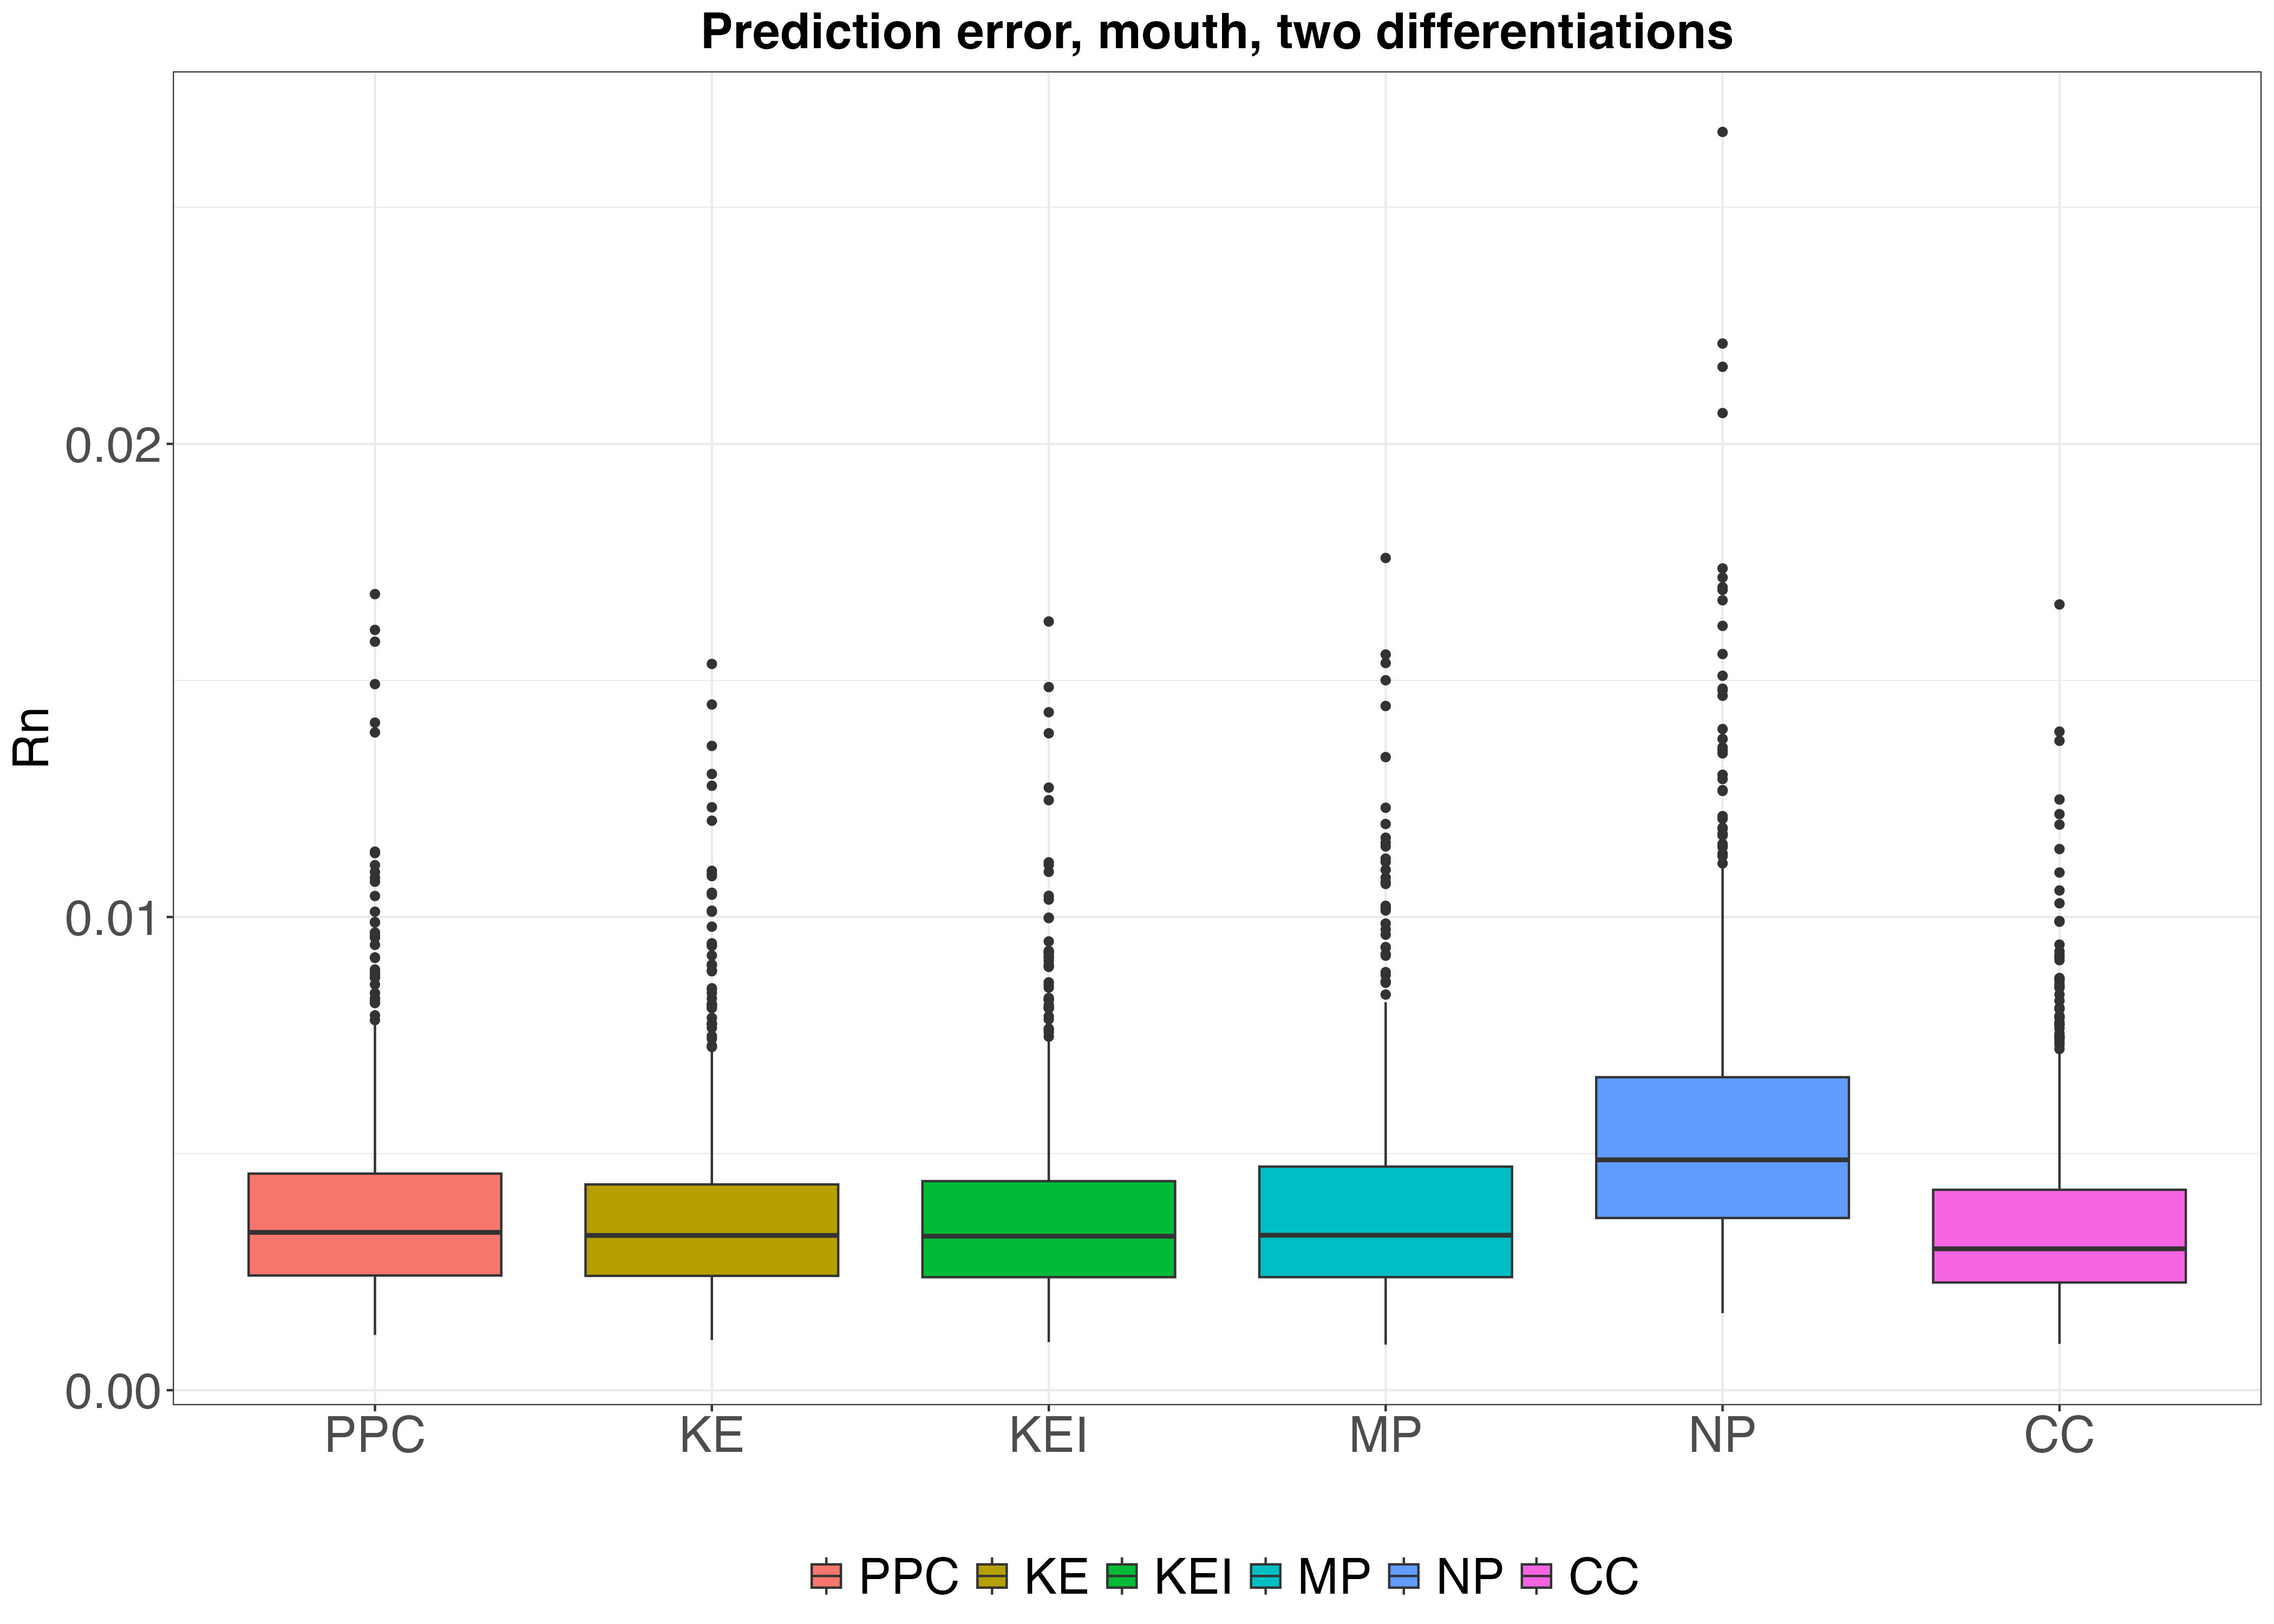 Prediction error, mouth, two differentiations
Rn
0.02
0.01
0.00
PPC KE KEI MP NP CC
PPC KE KEI MP NP CC